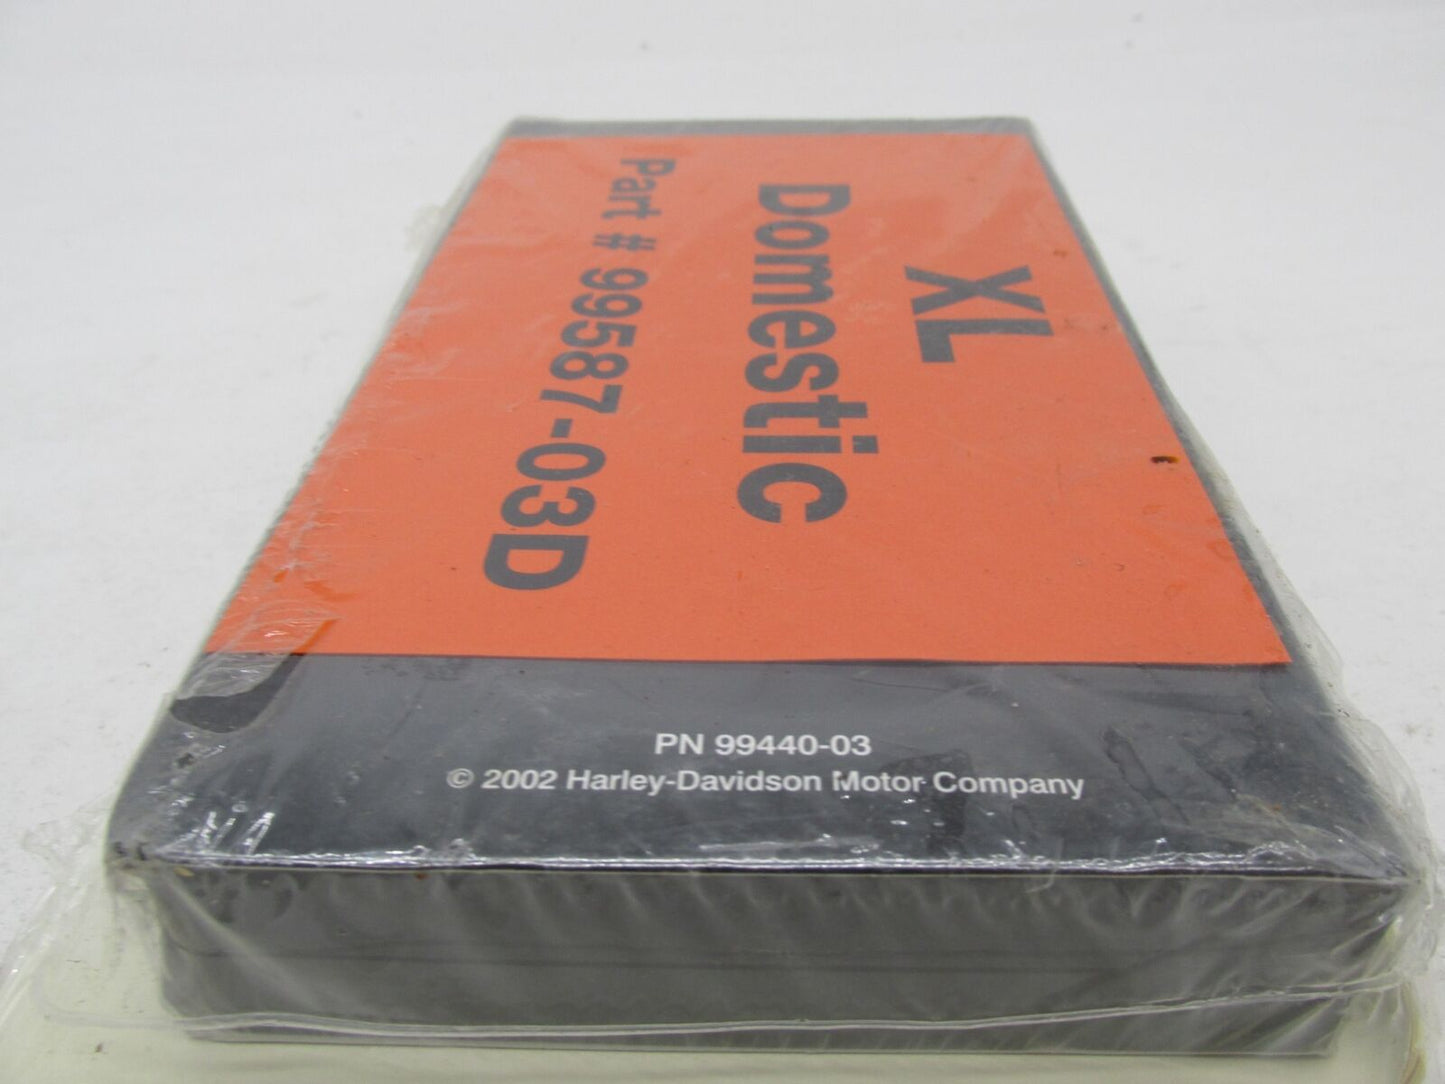 XL
Domestic
Part # 99587-03D
PN 99440-03
© 2002 Harley-Davidson Motor Company